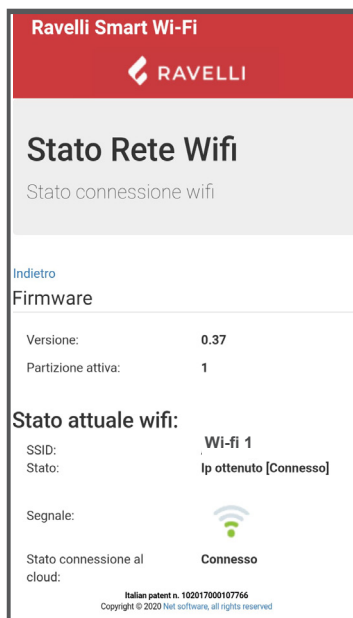 Ravelli Smart Wi-Fi
RAVELLI
Stato Rete Wifi
Stato connessione wifi
Indietro
Firmware
Versione: 0.37
Partizione attiva: 1
Stato attuale wifi:
SSID: Wi-fi 1
Stato: Ip ottenuto [Connesso]
Segnale:
Stato connessione al Connesso
cloud:
Italian patent n. 102017000107766
Copyright © 2020 Net software, all rights reserved